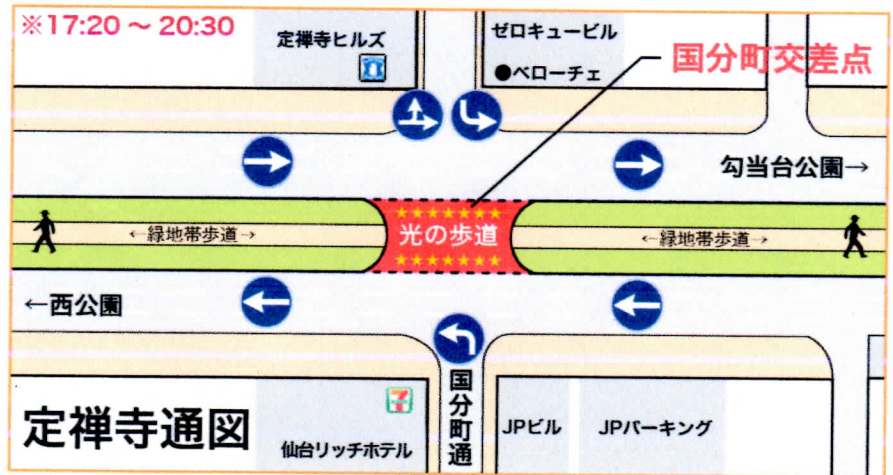 ※17:20 ～ 20:30
定禅寺ヒルズ
ゼロキュービル
●ベローチェ
国分町交差点
勾当台公園→
←緑地帯歩道→
光の歩道
←緑地帯歩道→
←西公園
定禅寺通図
仙台リッチホテル
国分町通
JPビル
JPパーキング